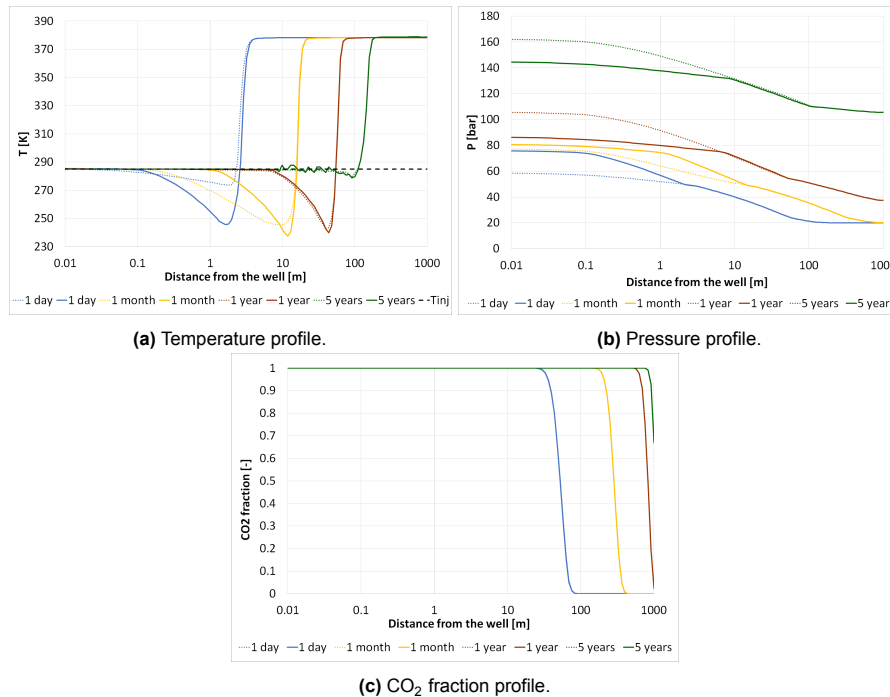 390
370
350
330
310
290
270
250
230
T [K]
0.01 0.1 1 10 100 1000
Distance from the well [m]
1 day 1 day 1 month 1 month 1 year 1 year 5 years 5 years Tinj
(a) Temperature profile.
180
160
140
120
100
80
60
40
20
0
P [bar]
0.01 0.1 1 10 100 1000
Distance from the well [m]
1 day 1 day 1 month 1 month 1 year 1 year 5 years 5 years
(b) Pressure profile.
1
0.9
0.8
0.7
0.6
0.5
0.4
0.3
0.2
0.1
0
CO2 fraction [-]
0.01 0.1 1 10 100 1000
Distance from the well [m]
1 day 1 day 1 month 1 month 1 year 1 year 5 years 5 years
(c) CO₂ fraction profile.